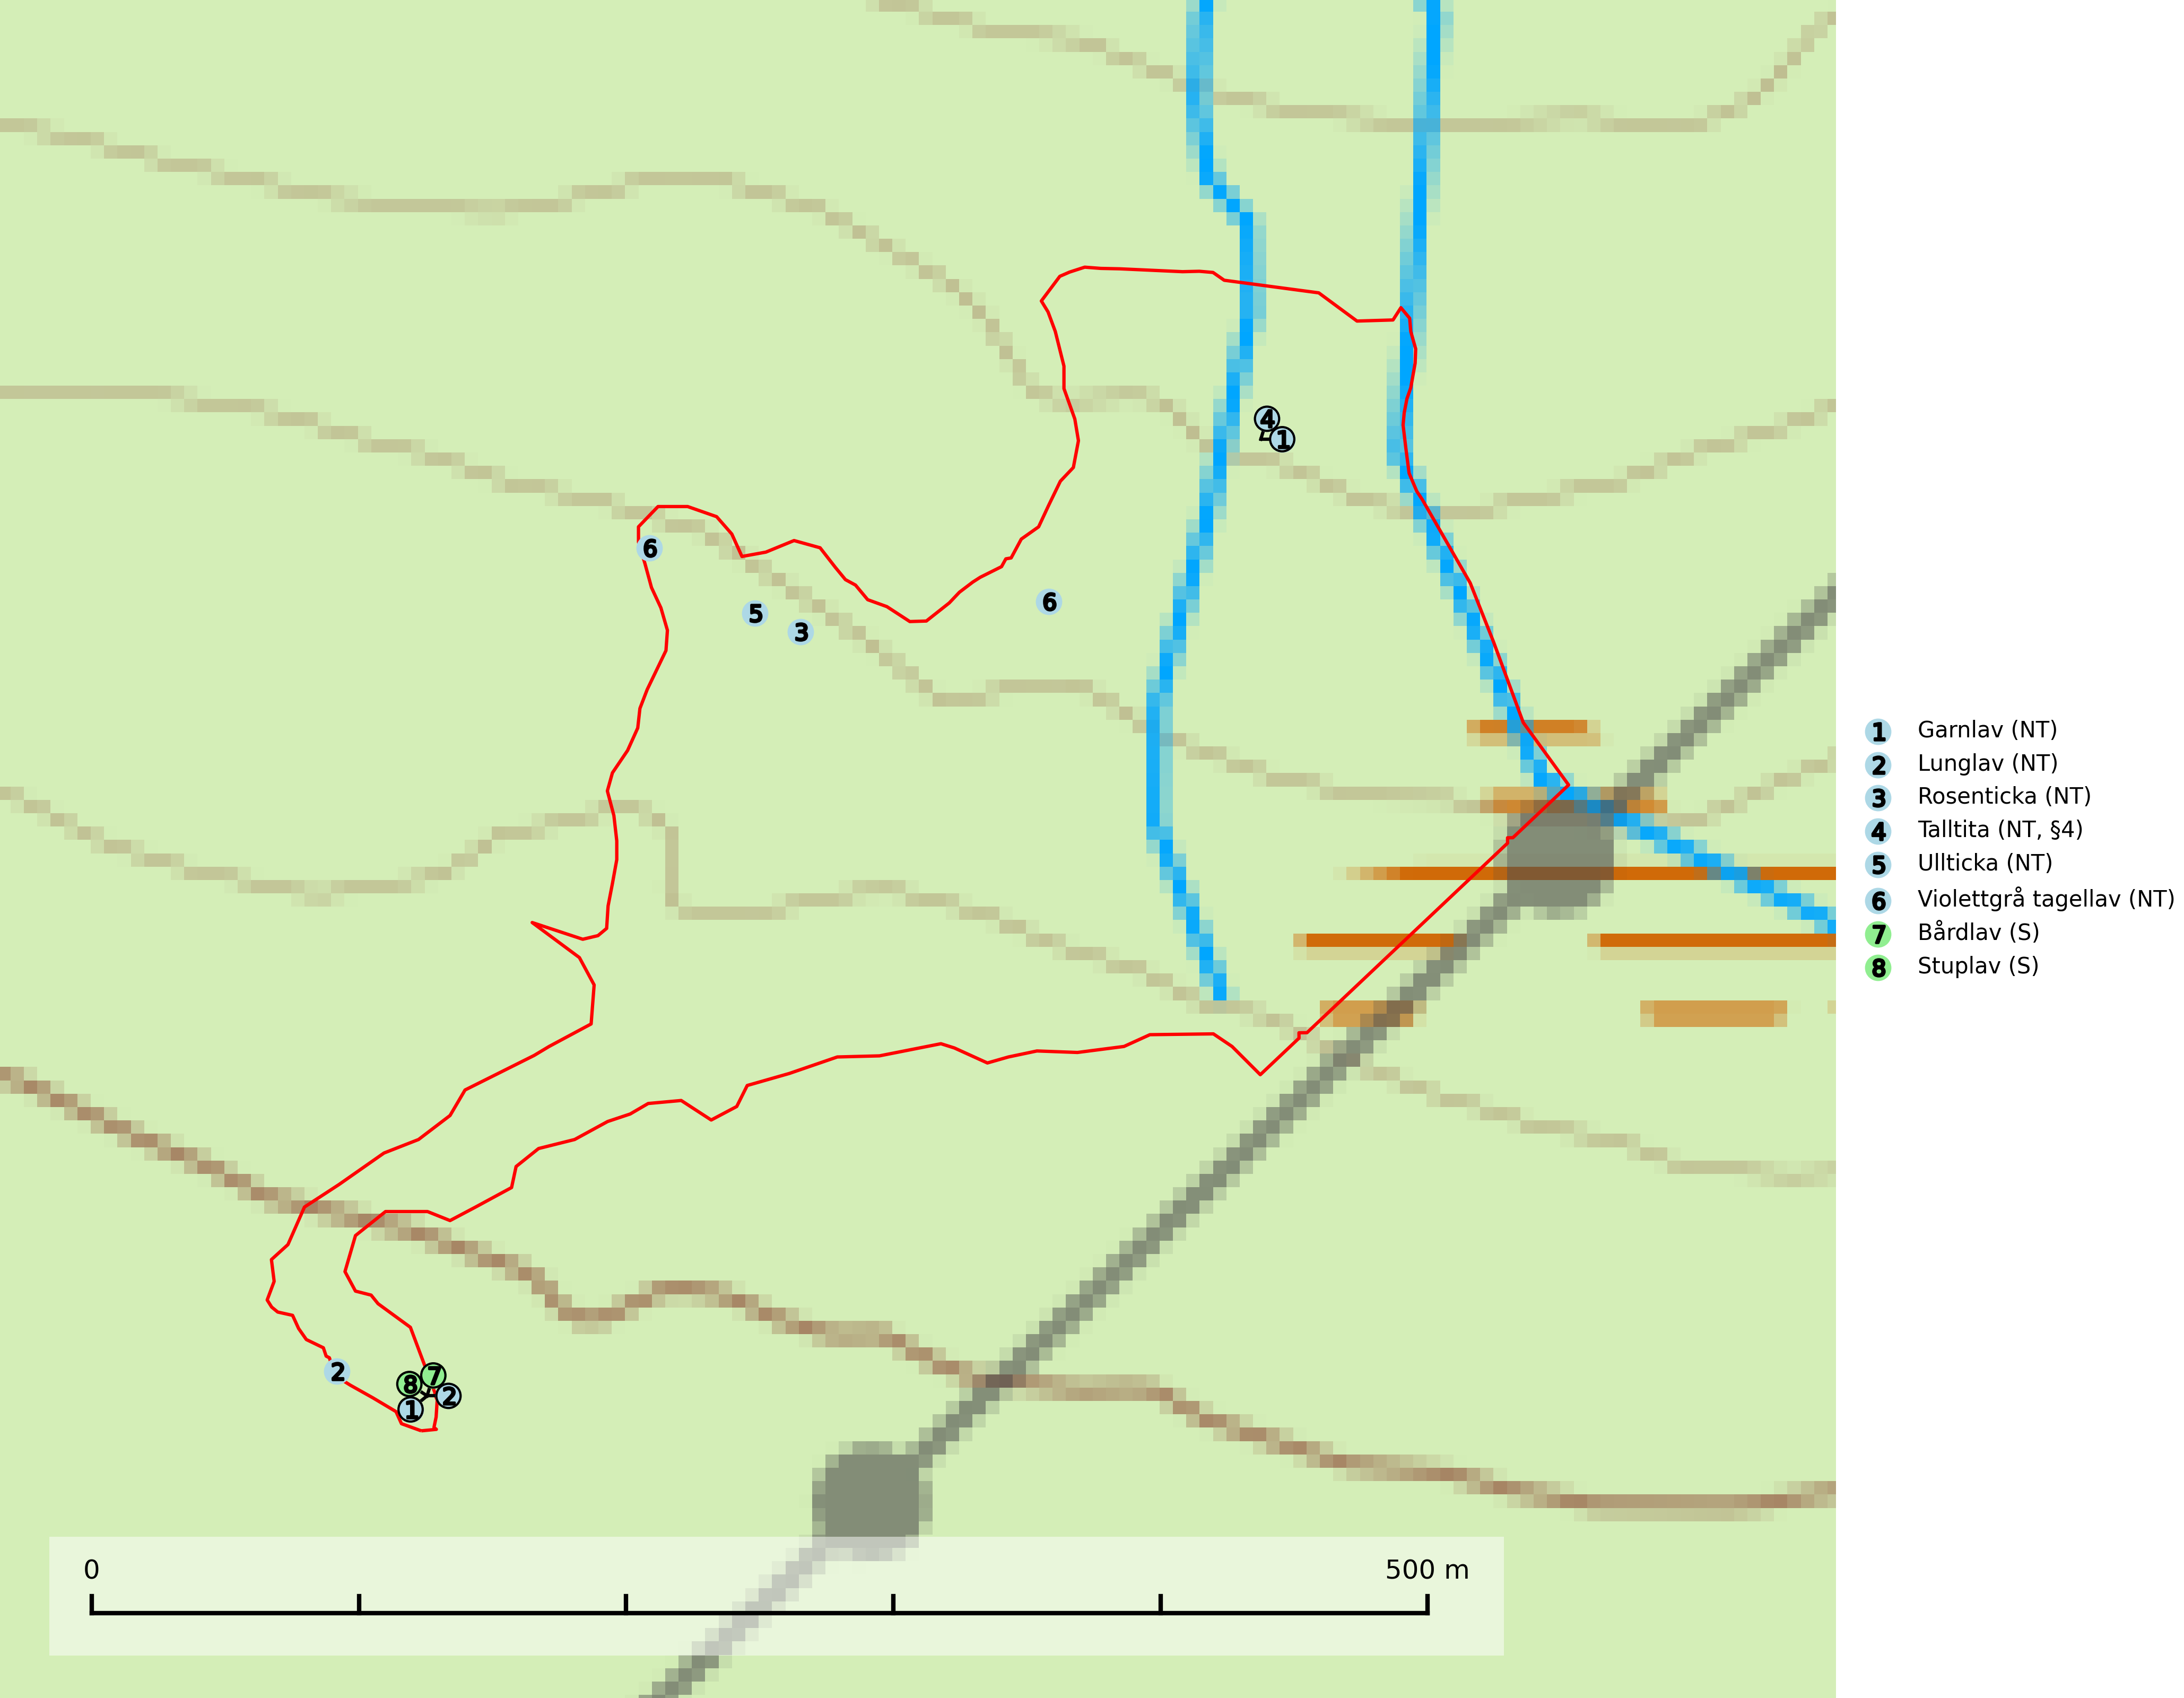 4
1
6
6
5
3
2
7
8
2
1
0 500 m
1 Garnlav (NT)
2 Lunglav (NT)
3 Rosenticka (NT)
4 Talltita (NT, §4)
5 Ullticka (NT)
6 Violettgrå tagellav (NT)
7 Bårdlav (S)
8 Stuplav (S)